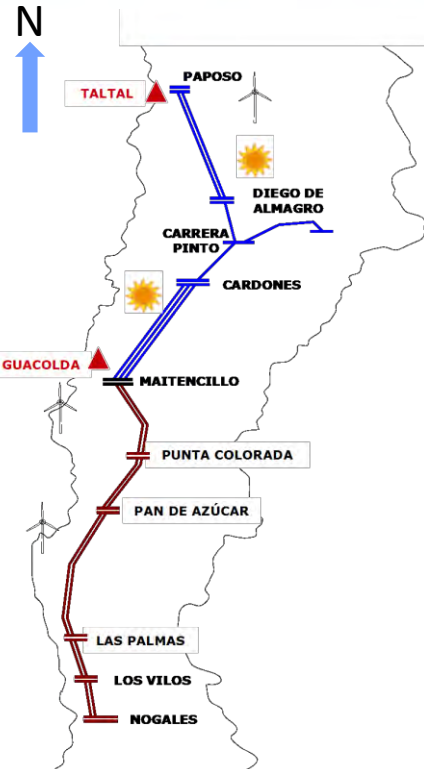 N
PAPOSO
TALTAL
DIEGO DE
ALMAGRO
CARRERA
PINTO
CARDONES
GUACOLDA
MAITENCILLO
PUNTA COLORADA
PAN DE AZÚCAR
LAS PALMAS
LOS VILOS
NOGALES